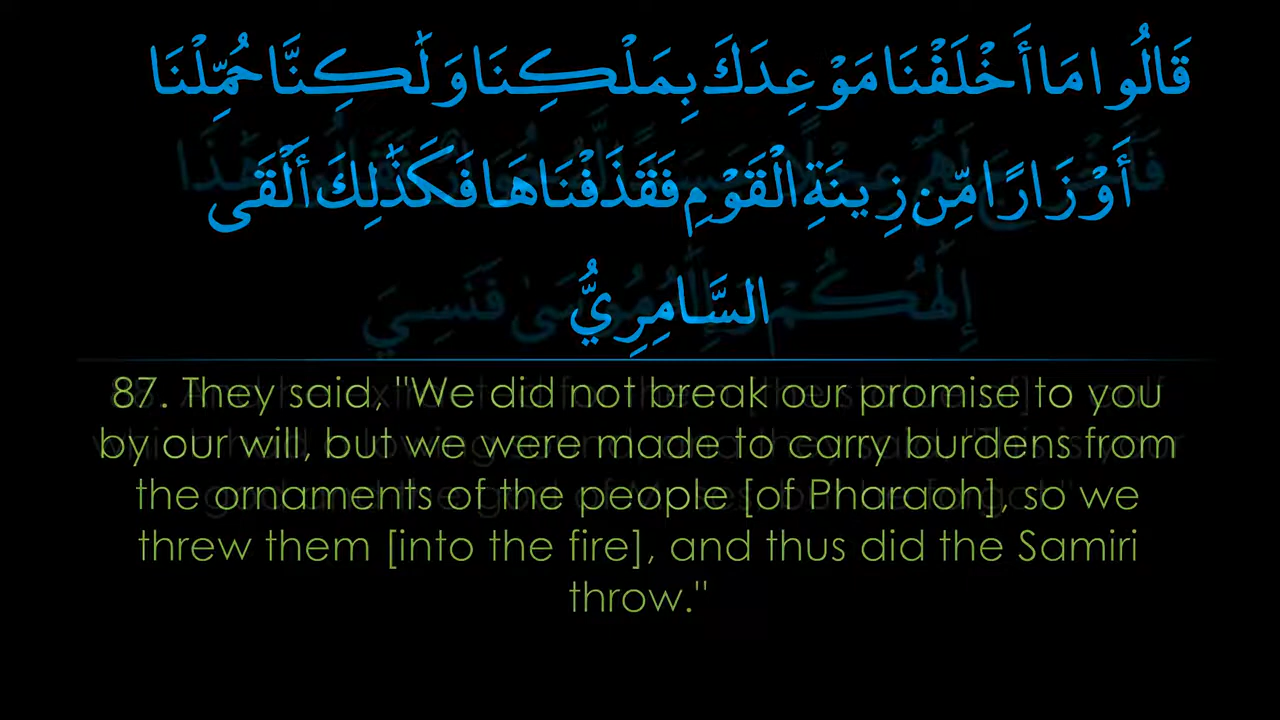 قَالُوا مَا أَخْلَفْنَا مَوْعِدَكَ بِمَلْكِنَا وَلَٰكِنَّا حُمِّلْنَا
أَوْزَارًا مِّن زِينَةِ الْقَوْمِ فَقَذَفْنَاهَا فَكَذَٰلِكَ أَلْقَى
السَّامِرِيُّ
87. They said, "We did not break our promise to you
by our will, but we were made to carry burdens from
the ornaments of the people [of Pharaoh], so we
threw them [into the fire], and thus did the Samiri
throw."